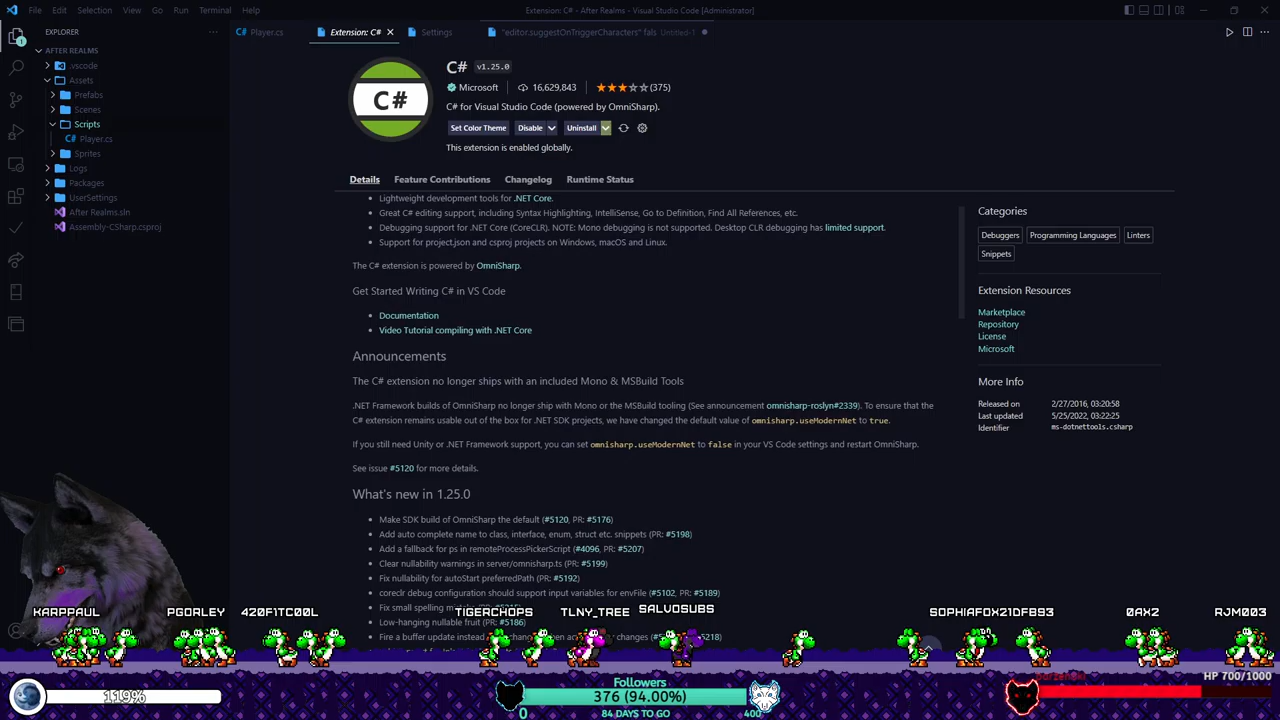 File Edit Selection View Go Run Terminal Help
Extension: C# - After Realms - Visual Studio Code [Administrator]
EXPLORER
Player.cs
Extension: C#
Settings
"editor.suggestOnTriggerCharacters" fals Untitled-1
1
AFTER REALMS
.vscode
Assets
Prefabs
Scenes
Scripts
Player.cs
Sprites
Logs
Packages
UserSettings
After Realms.sln
Assembly-CSharp.csproj
C#
C# v1.25.0
Microsoft 16,629,843 (375)
C# for Visual Studio Code (powered by OmniSharp).
Set Color Theme Disable Uninstall
This extension is enabled globally.
Details Feature Contributions Changelog Runtime Status
Lightweight development tools for .NET Core.
Great C# editing support, including Syntax Highlighting, IntelliSense, Go to Definition, Find All References, etc.
Debugging support for .NET Core (CoreCLR). NOTE: Mono debugging is not supported. Desktop CLR debugging has limited support.
Support for project.json and csproj projects on Windows, macOS and Linux.
The C# extension is powered by OmniSharp.
Get Started Writing C# in VS Code
Documentation
Video Tutorial compiling with .NET Core
Announcements
The C# extension no longer ships with an included Mono & MSBuild Tools
.NET Framework builds of OmniSharp no longer ship with Mono or the MSBuild tooling (See announcement omnisharp-roslyn#2339). To ensure that the
C# extension remains usable out of the box for .NET SDK projects, we have changed the default value of omnisharp.useModernNet to true.
If you still need Unity or .NET Framework support, you can set omnisharp.useModernNet to false in your VS Code settings and restart OmniSharp.
See issue #5120 for more details.
What's new in 1.25.0
Make SDK build of OmniSharp the default (#5120, PR: #5176)
Add auto complete name to class, interface, enum, struct etc. snippets (PR: #5198)
Add a fallback for ps in remoteProcessPickerScript (#4096, PR: #5207)
Clear nullability warnings in server/omnisharp.ts (PR: #5199)
Fix nullability for autoStart preferredPath (PR: #5192)
coreclr debug configuration should support input variables for envFile (#5102, PR: #5189)
Fix small spelling
Low-hanging nullable fruit (PR: #5186)
Fire a buffer update instead changes
Categories
Debuggers Programming Languages Linters
Snippets
Extension Resources
Marketplace
Repository
License
Microsoft
More Info
Released on 2/27/2016, 03:20:58
Last updated 5/25/2022, 03:22:25
Identifier ms-dotnettools.csharp
KARPPAUL PGORLEY 420F1TC00L TIGERCHOPS TLNY_TREE SALVOSUBS SOPHIAFOX21DF893 0AX2 RJM003
119%
Followers
376 (94.00%)
0 84 DAYS TO GO 400
HP 700/1000